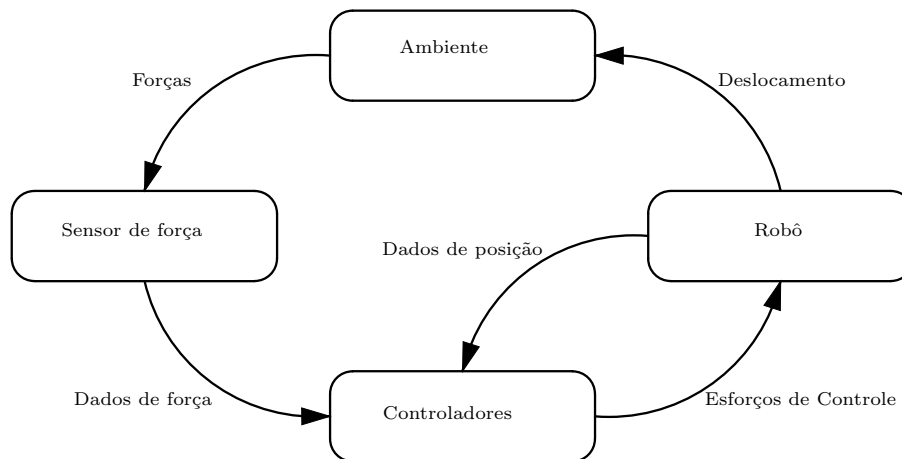 Ambiente
Forças
Deslocamento
Sensor de força
Robô
Dados de posição
Dados de força
Controladores
Esforços de Controle